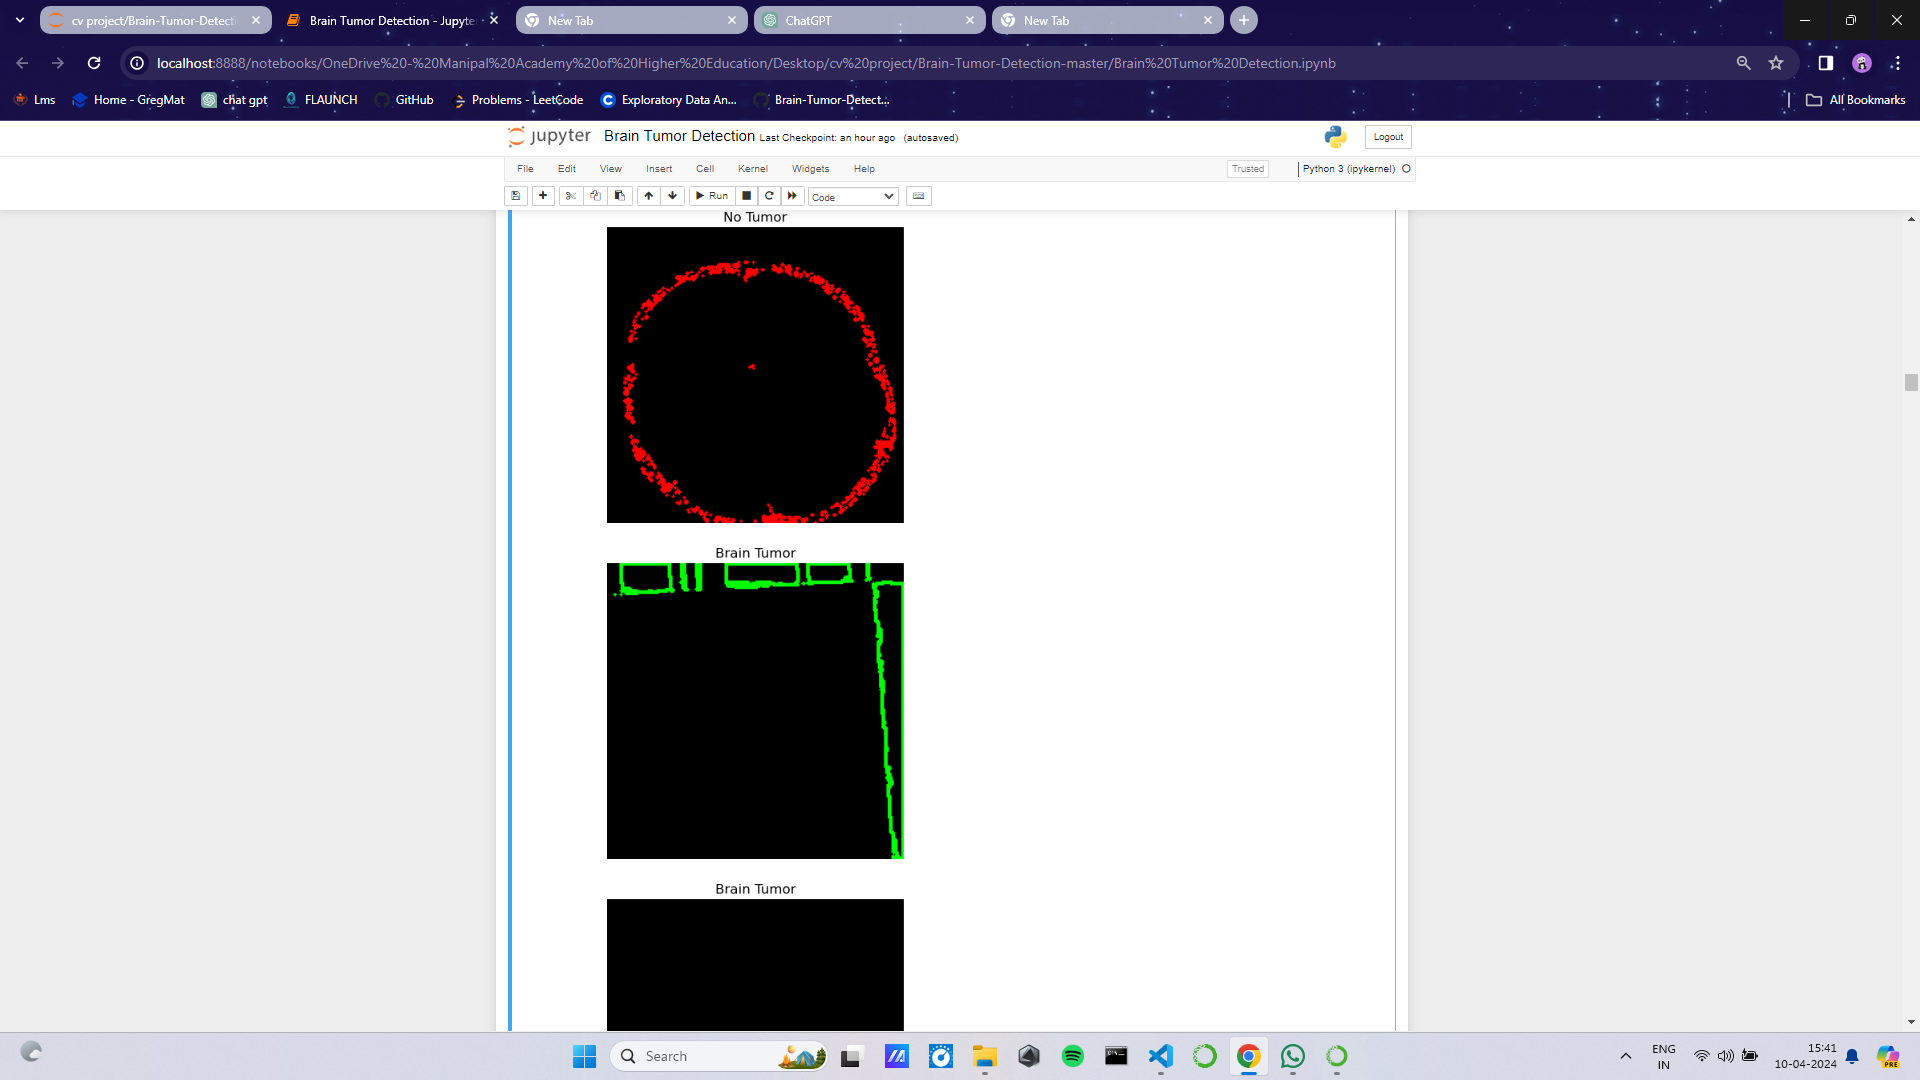 cv project/Brain-Tumor-Detecti
Brain Tumor Detection - Jupyte
New Tab
ChatGPT
New Tab
localhost:8888/notebooks/OneDrive%20-%20Manipal%20Academy%20of%20Higher%20Education/Desktop/cv%20project/Brain-Tumor-Detection-master/Brain%20Tumor%20Detection.ipynb
Lms
Home - GregMat
chat gpt
FLAUNCH
GitHub
Problems - LeetCode
Exploratory Data An...
Brain-Tumor-Detect...
All Bookmarks
jupyter Brain Tumor Detection Last Checkpoint: an hour ago (autosaved)
Logout
File Edit View Insert Cell Kernel Widgets Help
Trusted
Python 3 (ipykernel)
Run
Code
No Tumor
Brain Tumor
Brain Tumor
Search
PRE
ENG
IN
15:41
10-04-2024